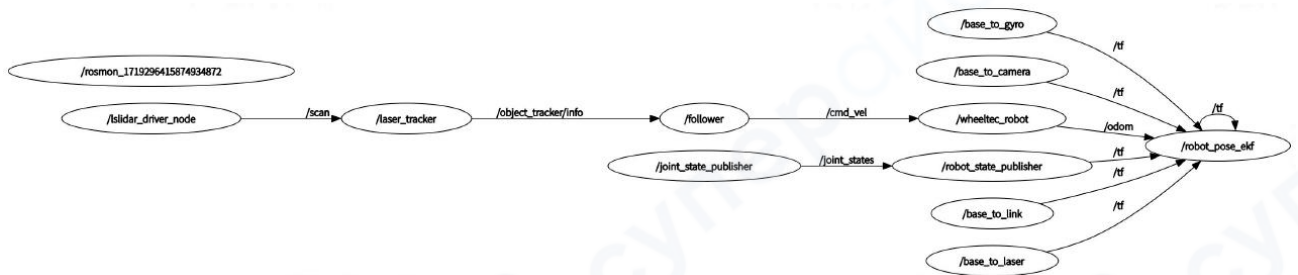 /base_to_gyro
/tf
/rosmon_1719296415874934872
/base_to_camera
/tf
/tf
/lslidar_driver_node
/scan
/laser_tracker
/object_tracker/info
/follower
/cmd_vel
/wheeltec_robot
/odom
/robot_pose_ekf
/joint_state_publisher
/joint_states
/robot_state_publisher
/tf
/tf
/base_to_link
/tf
/base_to_laser